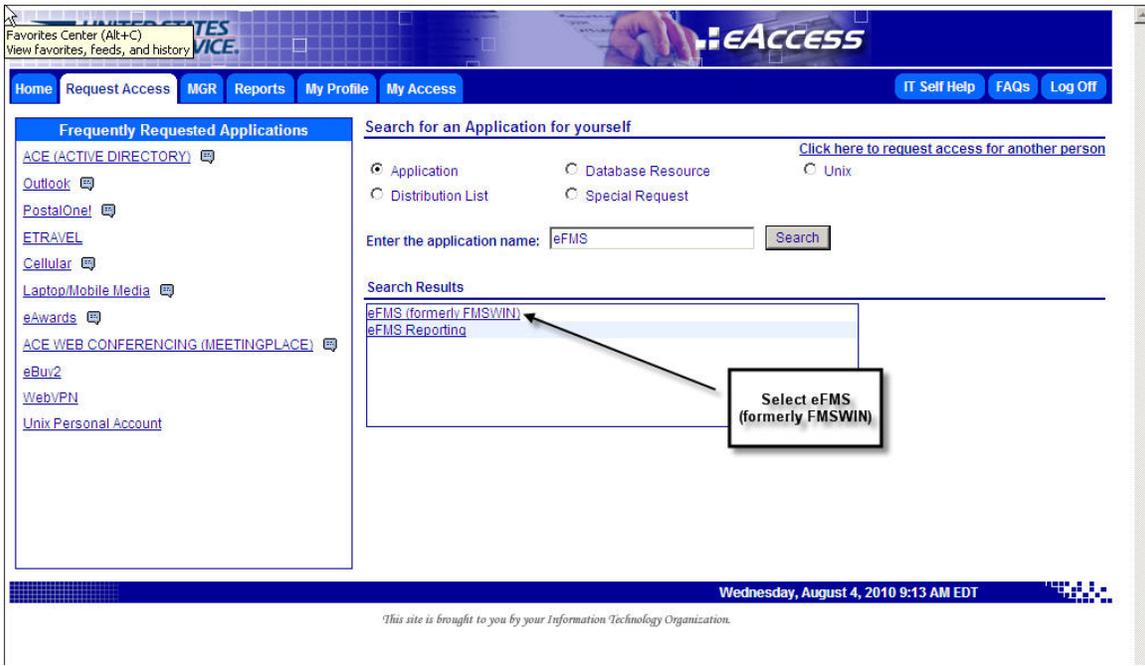 UNITED STATES
Favorites Center (Alt+C)
View favorites, feeds, and history
VICE.
eAccess
Home Request Access MGR Reports My Profile My Access IT Self Help FAQs Log Off
Frequently Requested Applications
ACE (ACTIVE DIRECTORY)
Outlook
PostalOne!
ETRAVEL
Cellular
Laptop/Mobile Media
eAwards
ACE WEB CONFERENCING (MEETINGPLACE)
eBuy2
WebVPN
Unix Personal Account
Search for an Application for yourself
Click here to request access for another person
Application Database Resource Unix
Distribution List Special Request
Enter the application name: eFMS Search
Search Results
eFMS (formerly FMSWIN)
eFMS Reporting
Select eFMS
(formerly FMSWIN)
Wednesday, August 4, 2010 9:13 AM EDT
This site is brought to you by your Information Technology Organization.